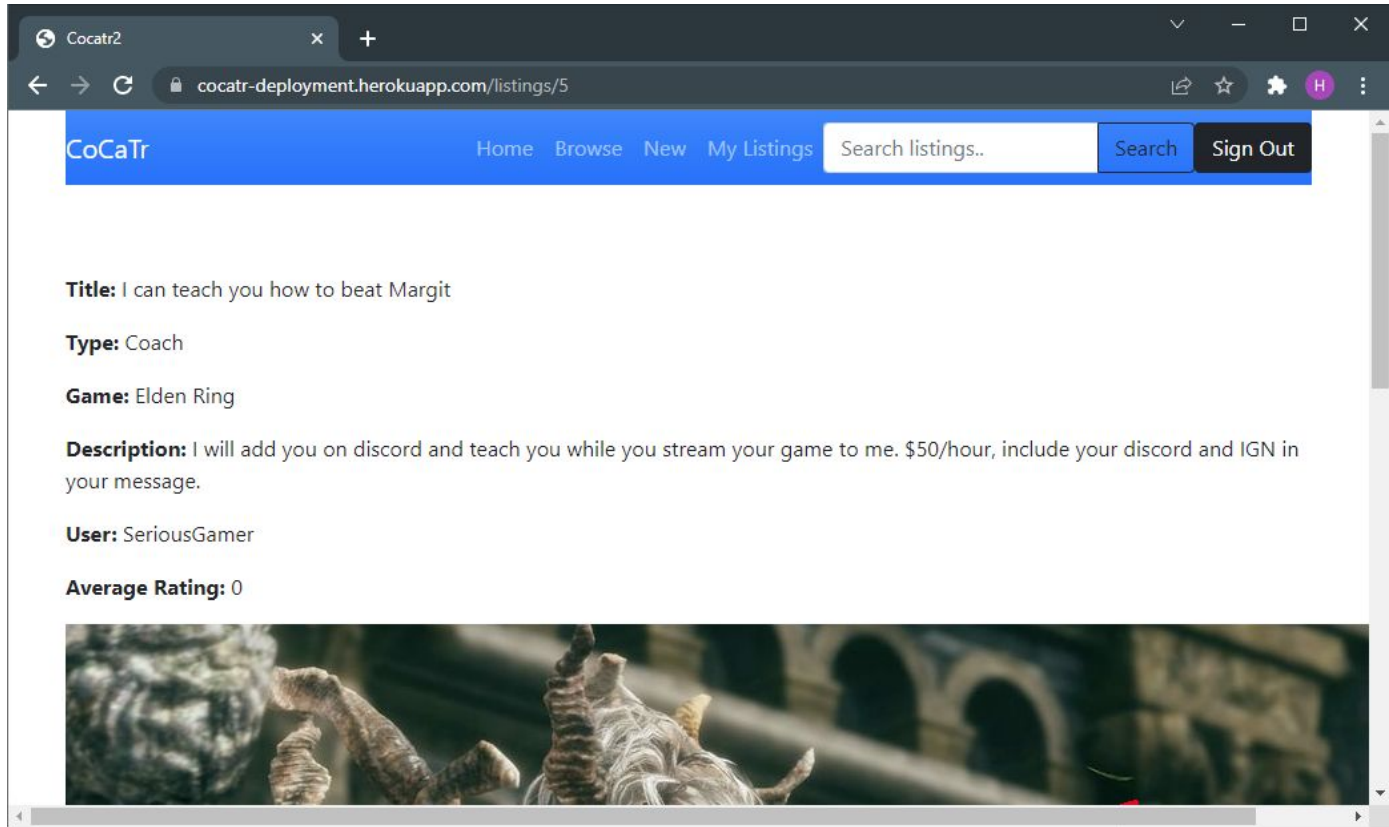 Cocatr2
cocatr-deployment.herokuapp.com/listings/5
H
CoCaTr Home Browse New My Listings Search listings.. Search Sign Out
Title: I can teach you how to beat Margit
Type: Coach
Game: Elden Ring
Description: I will add you on discord and teach you while you stream your game to me. $50/hour, include your discord and IGN in
your message.
User: SeriousGamer
Average Rating: 0